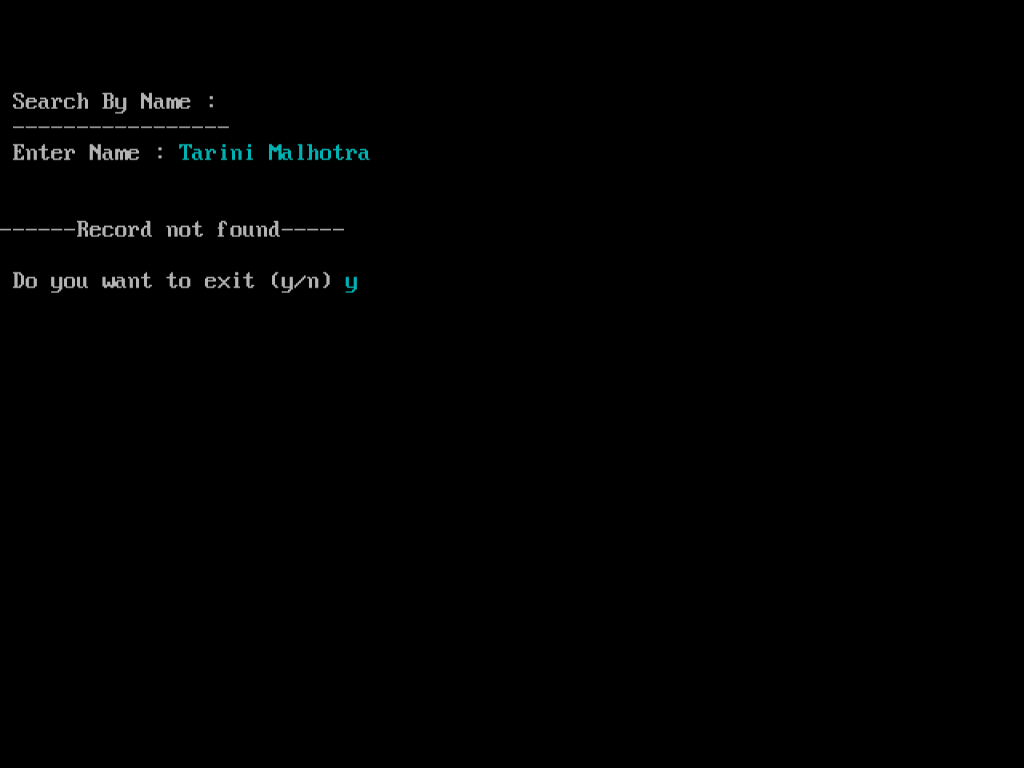 Search By Name :
-----------------
Enter Name : Tarini Malhotra
------Record not found-----
Do you want to exit (y/n) y